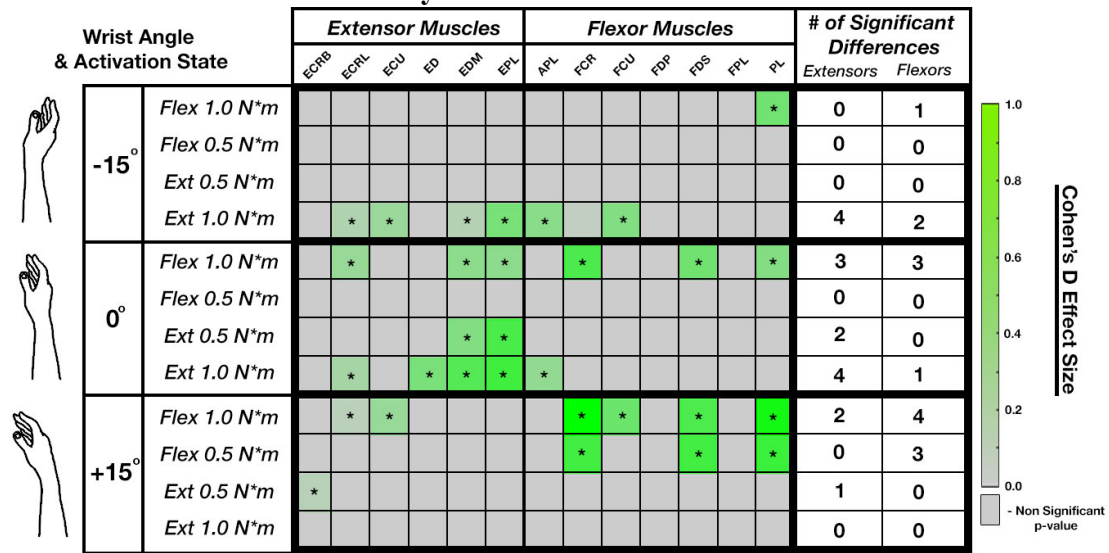 Wrist Angle
& Activation State
Extensor Muscles
Flexor Muscles
# of Significant
Differences
Extensors Flexors
ECRB ECRL ECU ED EDM EPL APL FCR FCU FDP FDS FPL PL
-15°
Flex 1.0 N*m * 0 1
Flex 0.5 N*m 0 0
Ext 0.5 N*m 0 0
Ext 1.0 N*m * * * * * * 4 2
0°
Flex 1.0 N*m * * * * * * 3 3
Flex 0.5 N*m 0 0
Ext 0.5 N*m * * 2 0
Ext 1.0 N*m * * * * * 4 1
+15°
Flex 1.0 N*m * * * * * * 2 4
Flex 0.5 N*m * * * 0 3
Ext 0.5 N*m * 1 0
Ext 1.0 N*m 0 0
1.0
0.8
0.6
0.4
0.2
0.0
Cohen's D Effect Size
- Non Significant
p-value